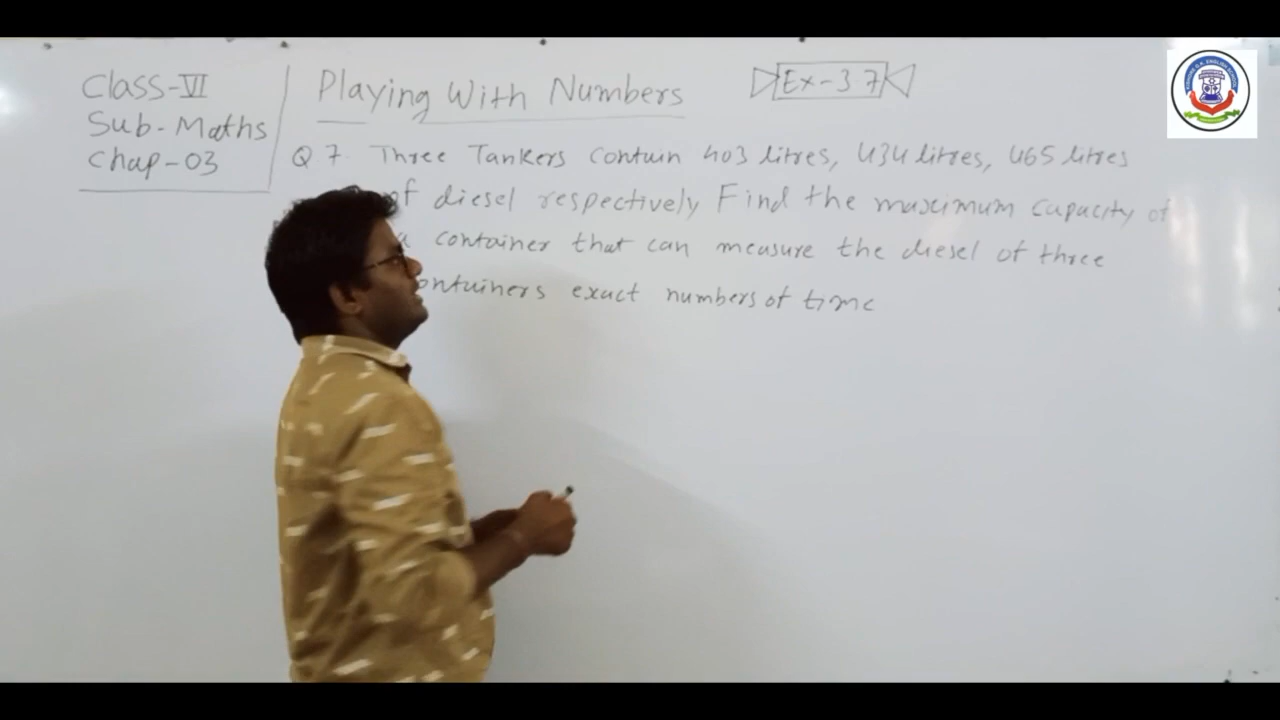 Class-VI
Sub-Maths
Chap-03
Playing With Numbers
Ex-3.7
Q 7. Three Tankers contain 403 litres, 434 litres, 465 litres
of diesel respectively Find the maximum capacity of
a container that can measure the diesel of three
ontainers exact numbers of time